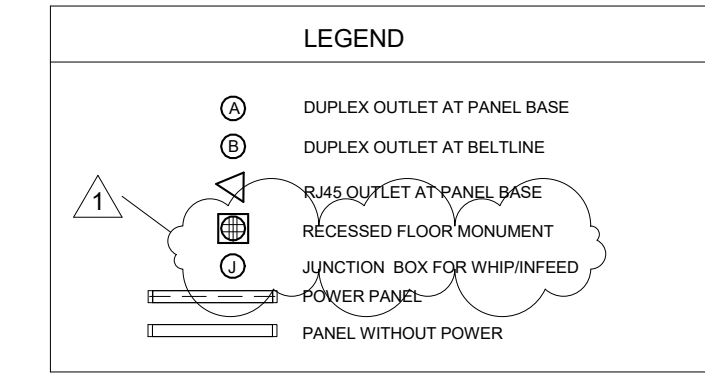 LEGEND
A DUPLEX OUTLET AT PANEL BASE
B DUPLEX OUTLET AT BELTLINE
RJ45 OUTLET AT PANEL BASE
1
RECESSED FLOOR MONUMENT
J JUNCTION BOX FOR WHIP/INFEED
POWER PANEL
PANEL WITHOUT POWER